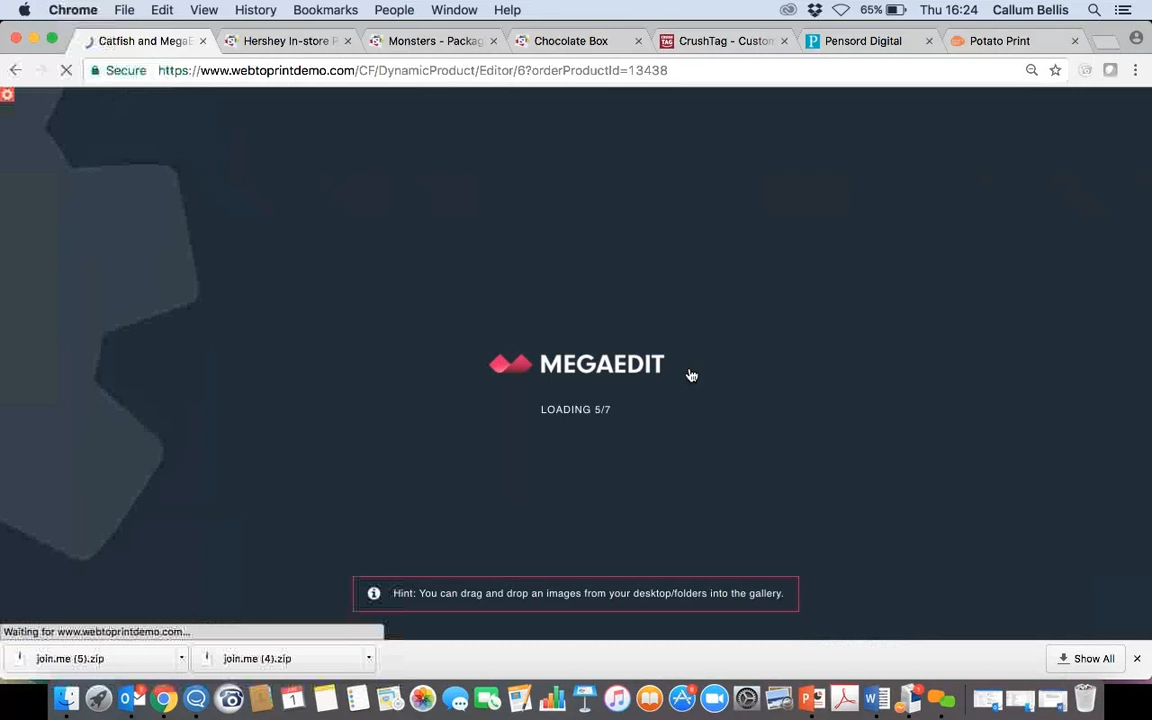 Chrome File Edit View History Bookmarks People Window Help 65% Thu 16:24 Callum Bellis
Catfish and Mega Hershey In-store P Monsters - Packag Chocolate Box CrushTag - Custom Pensord Digital Potato Print
Secure https://www.webtoprintdemo.com/CF/DynamicProduct/Editor/6?orderProductId=13438
MEGAEDIT
LOADING 5/7
Hint: You can drag and drop an images from your desktop/folders into the gallery.
Waiting for www.webtoprintdemo.com...
join.me (5).zip join.me (4).zip Show All